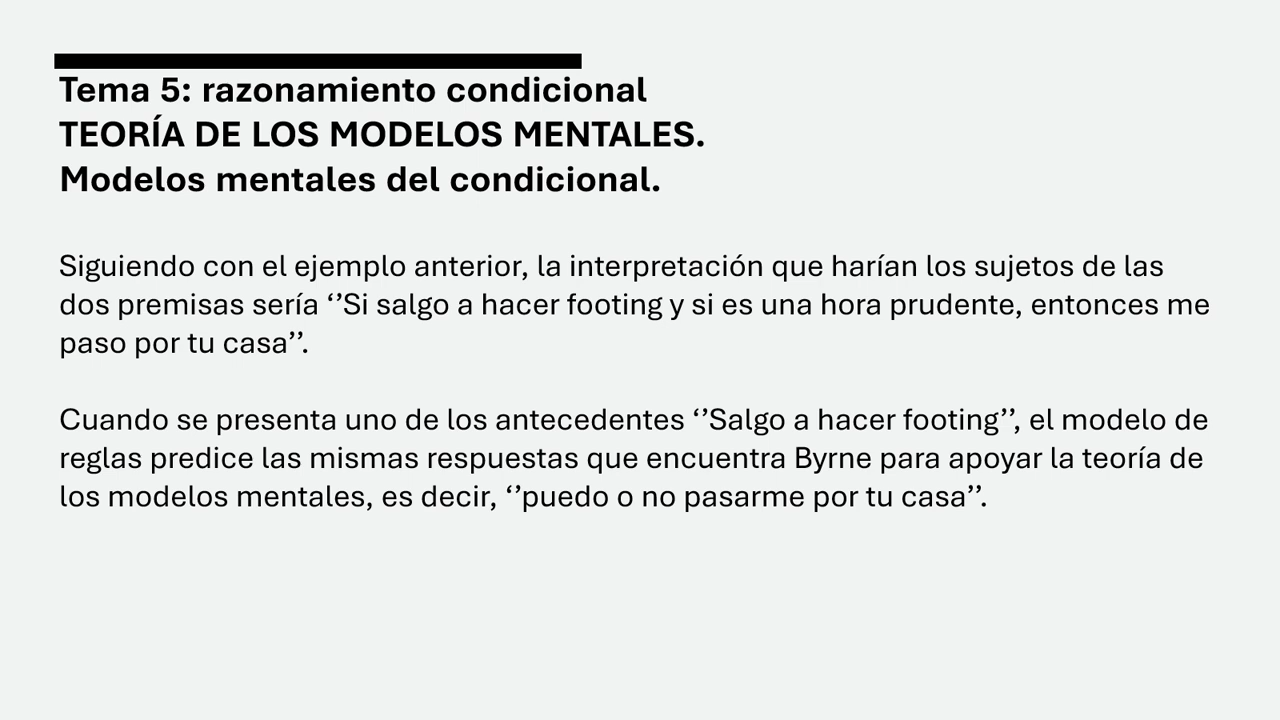 Tema 5: razonamiento condicional
TEORÍA DE LOS MODELOS MENTALES.
Modelos mentales del condicional.
Siguiendo con el ejemplo anterior, la interpretación que harían los sujetos de las
dos premisas sería ‘’Si salgo a hacer footing y si es una hora prudente, entonces me
paso por tu casa’’.
Cuando se presenta uno de los antecedentes ‘’Salgo a hacer footing’’, el modelo de
reglas predice las mismas respuestas que encuentra Byrne para apoyar la teoría de
los modelos mentales, es decir, ‘’puedo o no pasarme por tu casa’’.